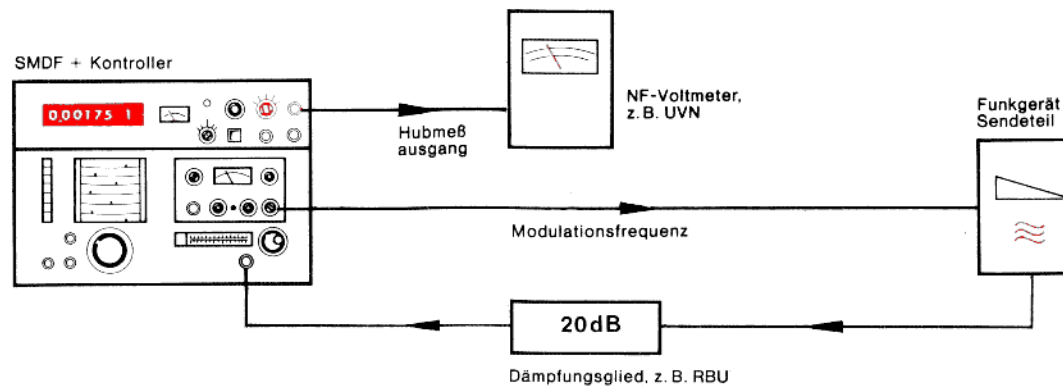 SMDF + Kontroller
0,00175 1
Hubmeß
ausgang
NF-Voltmeter,
z. B. UVN
Funkgerät
Sendeteil
Modulationsfrequenz
20dB
Dämpfungsglied, z. B. RBU